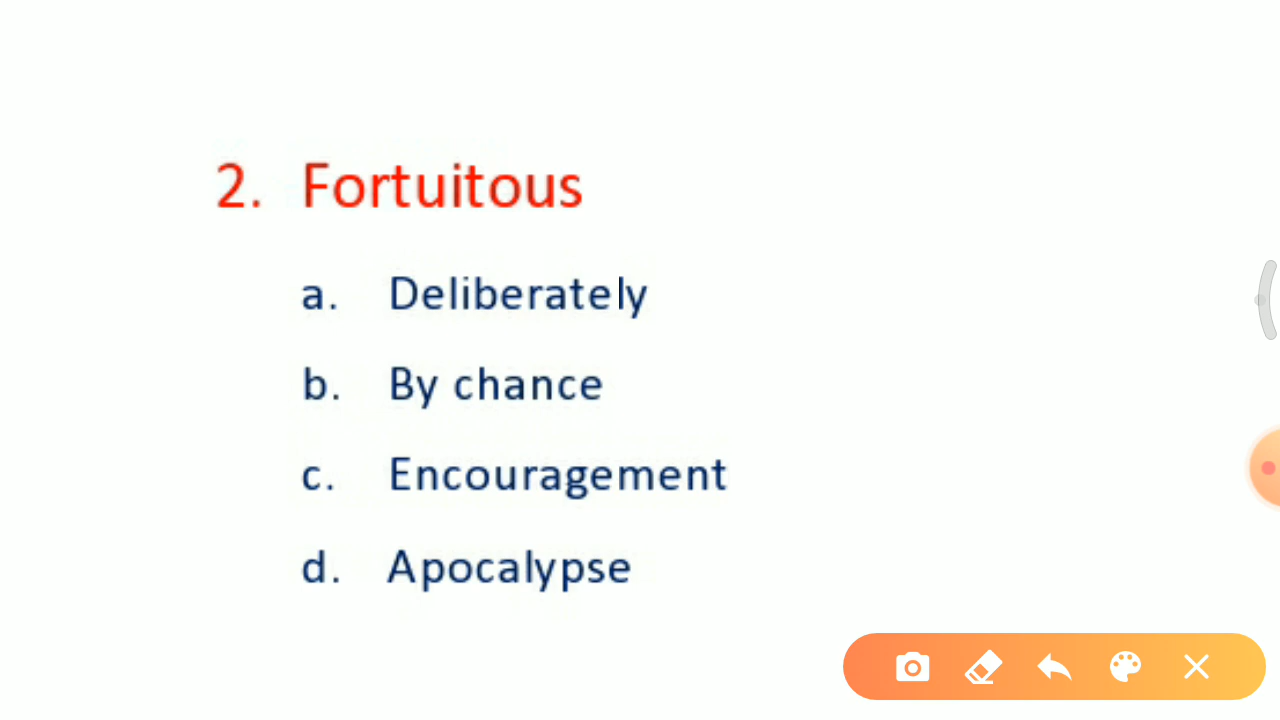 2. Fortuitous
a. Deliberately
b. By chance
c. Encouragement
d. Apocalypse